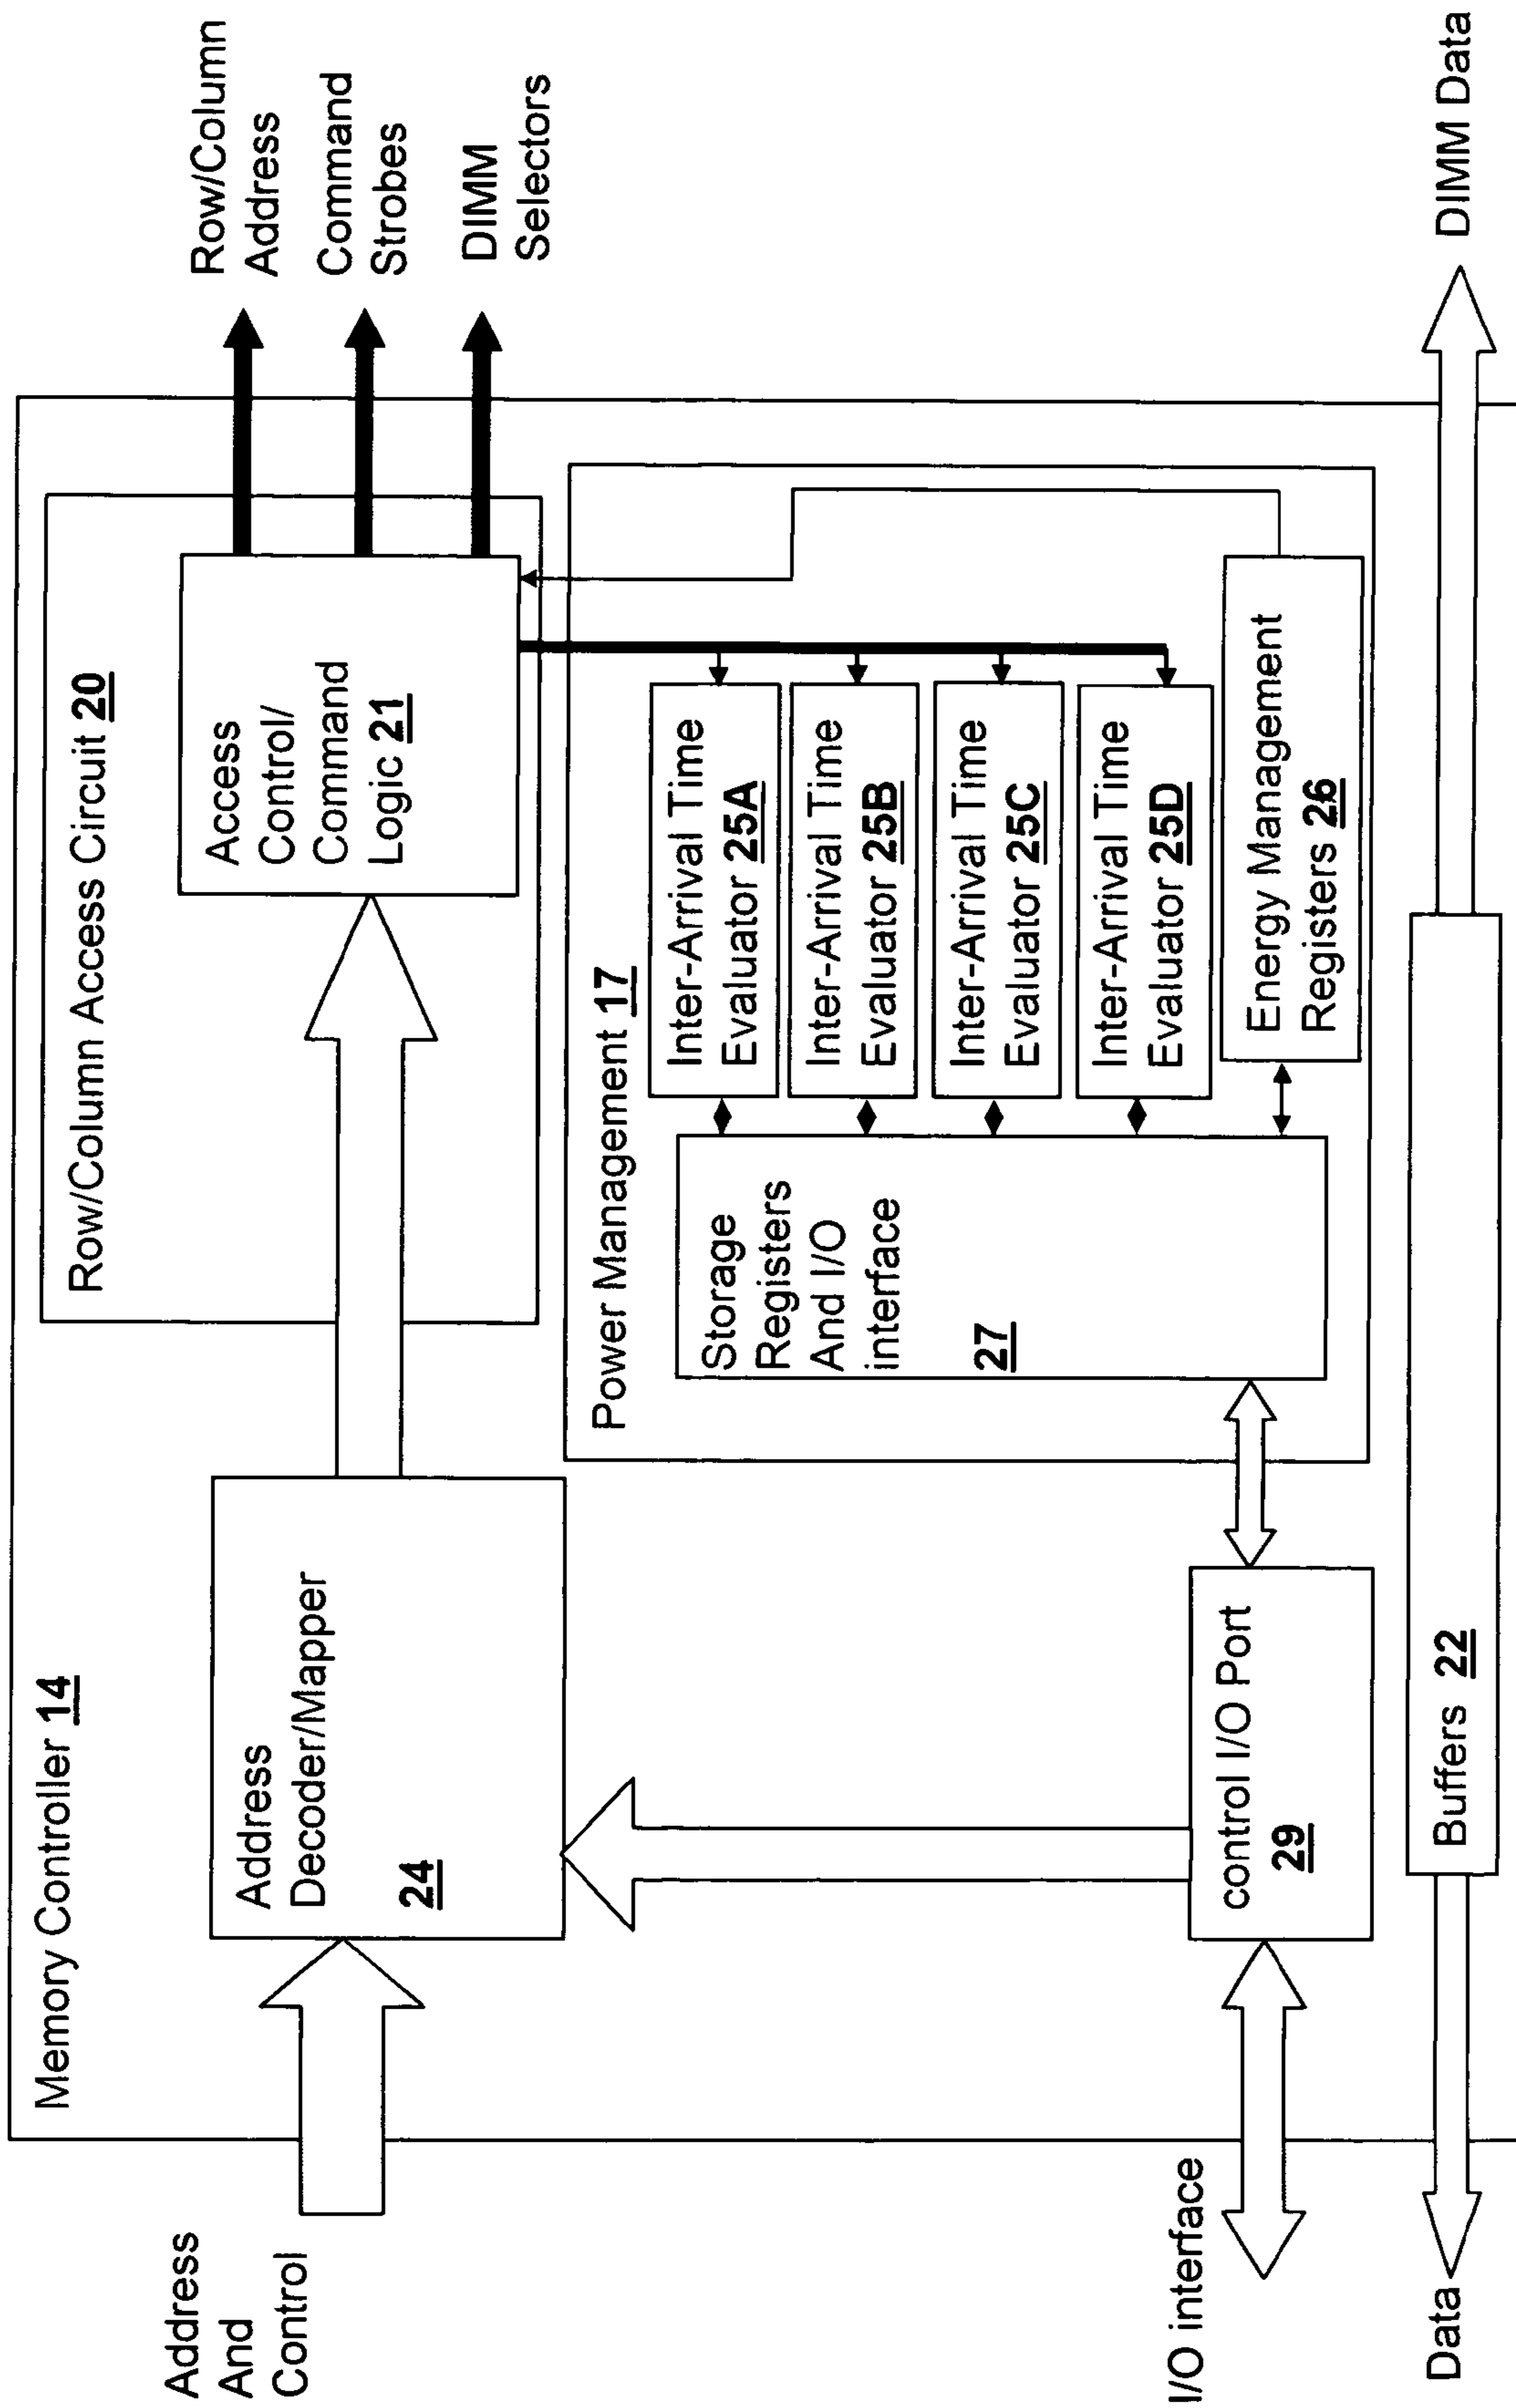 Memory Controller 14
Address
And
Control
Address
Decoder/Mapper
24
Row/Column Access Circuit 20
Access
Control/
Command
Logic 21
Row/Column
Address
Command
Strobes
DIMM
Selectors
Power Management 17
Storage
Registers
And I/O
interface
27
Inter-Arrival Time
Evaluator 25A
Inter-Arrival Time
Evaluator 25B
Inter-Arrival Time
Evaluator 25C
Inter-Arrival Time
Evaluator 25D
Energy Management
Registers 26
I/O interface
control I/O Port
29
Data
Buffers 22
DIMM Data